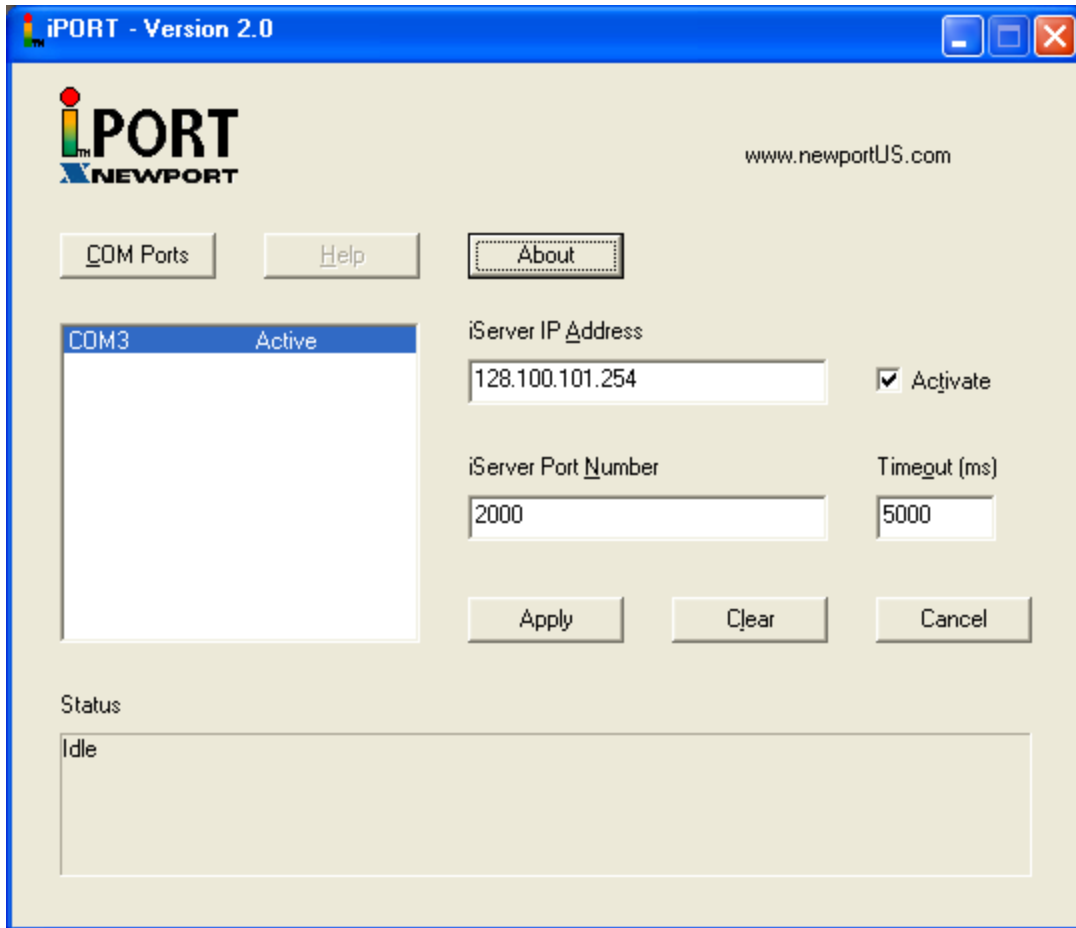 iPORT - Version 2.0
iPORT
NEWPORT
www.newportUS.com
COM Ports Help About
COM3 Active
iServer IP Address
128.100.101.254
Activate
iServer Port Number Timeout (ms)
2000 5000
Apply Clear Cancel
Status
Idle